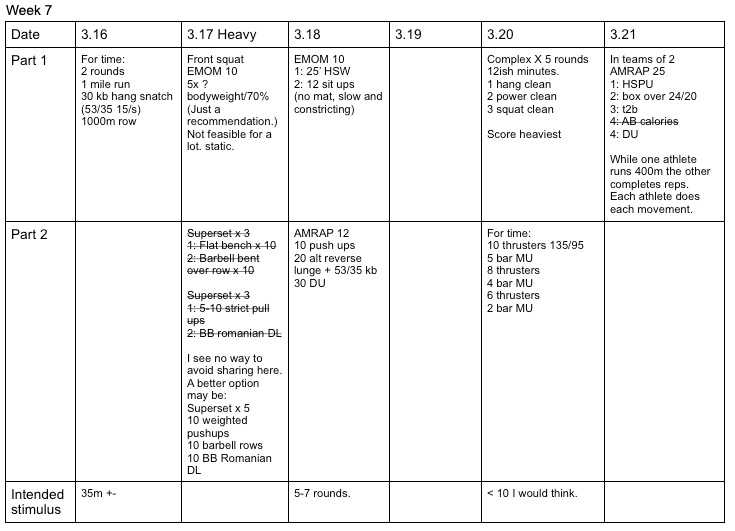 Week 7
Date
3.16
3.17 Heavy
3.18
3.19
3.20
3.21
Part 1
For time:
2 rounds
1 mile run
30 kb hang snatch
(53/35 15/s)
1000m row
Front squat
EMOM 10
5x ?
bodyweight/70%
(Just a
recommendation.)
Not feasible for a
lot. static.
EMOM 10
1: 25' HSW
2: 12 sit ups
(no mat, slow and
constricting)
Complex X 5 rounds
12ish minutes.
1 hang clean
2 power clean
3 squat clean
Score heaviest
In teams of 2
AMRAP 25
1: HSPU
2: box over 24/20
3: t2b
4: AB calories
4: DU
While one athlete
runs 400m the other
completes reps.
Each athlete does
each movement.
Part 2
Superset x 3
1: Flat bench x 10
2: Barbell bent
over row x 10
Superset x 3
1: 5-10 strict pull
ups
2: BB romanian DL
I see no way to
avoid sharing here.
A better option
may be:
Superset x 5
10 weighted
pushups
10 barbell rows
10 BB Romanian
DL
AMRAP 12
10 push ups
20 alt reverse
lunge + 53/35 kb
30 DU
For time:
10 thrusters 135/95
5 bar MU
8 thrusters
4 bar MU
6 thrusters
2 bar MU
Intended
stimulus
35m +-
5-7 rounds.
< 10 I would think.